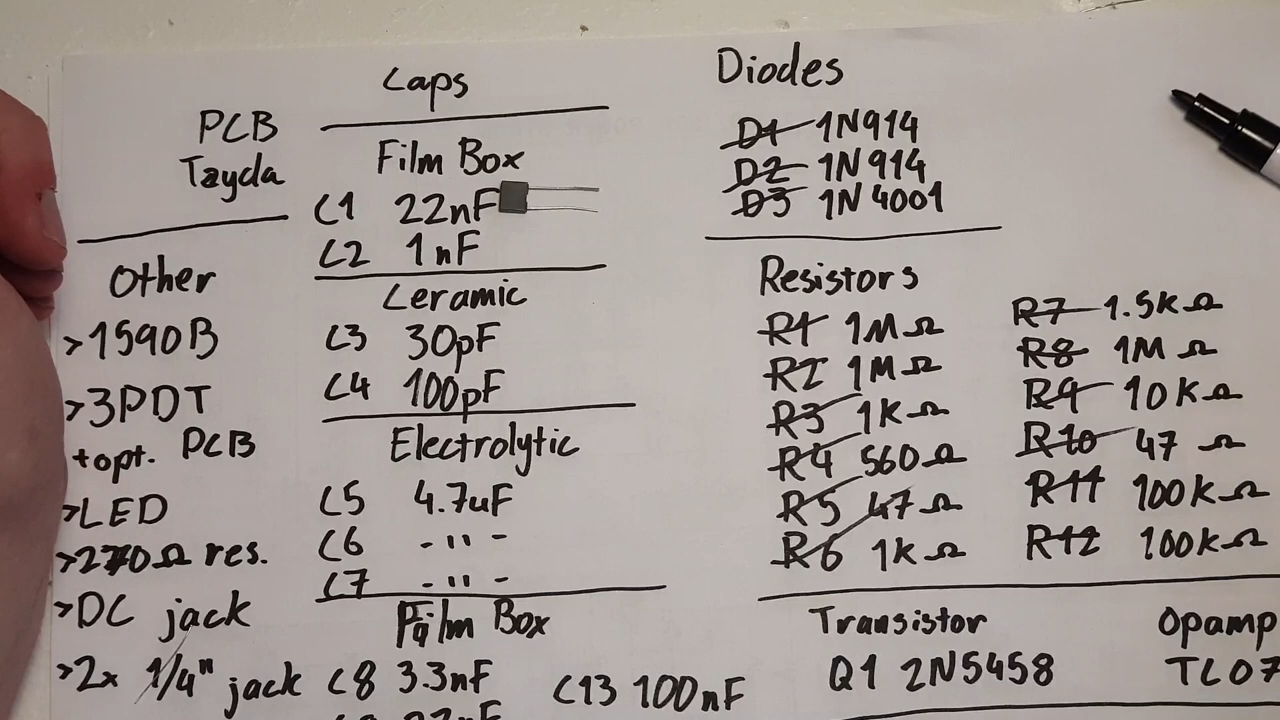 PCB
Tayda
Other
>1590B
>3PDT
+opt. PCB
>LED
>270Ω res.
>DC jack
>2x 1/4" jack
Caps
Film Box
C1 22nF
C2 1nF
Ceramic
C3 30pF
C4 100pF
Electrolytic
C5 4.7uF
C6 -"-
C7 -"-
Film Box
C8 3.3nF
C13 100nF
Diodes
D1 1N914
D2 1N914
D3 1N4001
Resistors
R1 1MΩ
R2 1MΩ
R3 1KΩ
R4 560Ω
R5 47Ω
R6 1KΩ
R7 1.5KΩ
R8 1MΩ
R9 10KΩ
R10 47Ω
R11 100KΩ
R12 100KΩ
Transistor
Q1 2N5458
Opamp
TL07